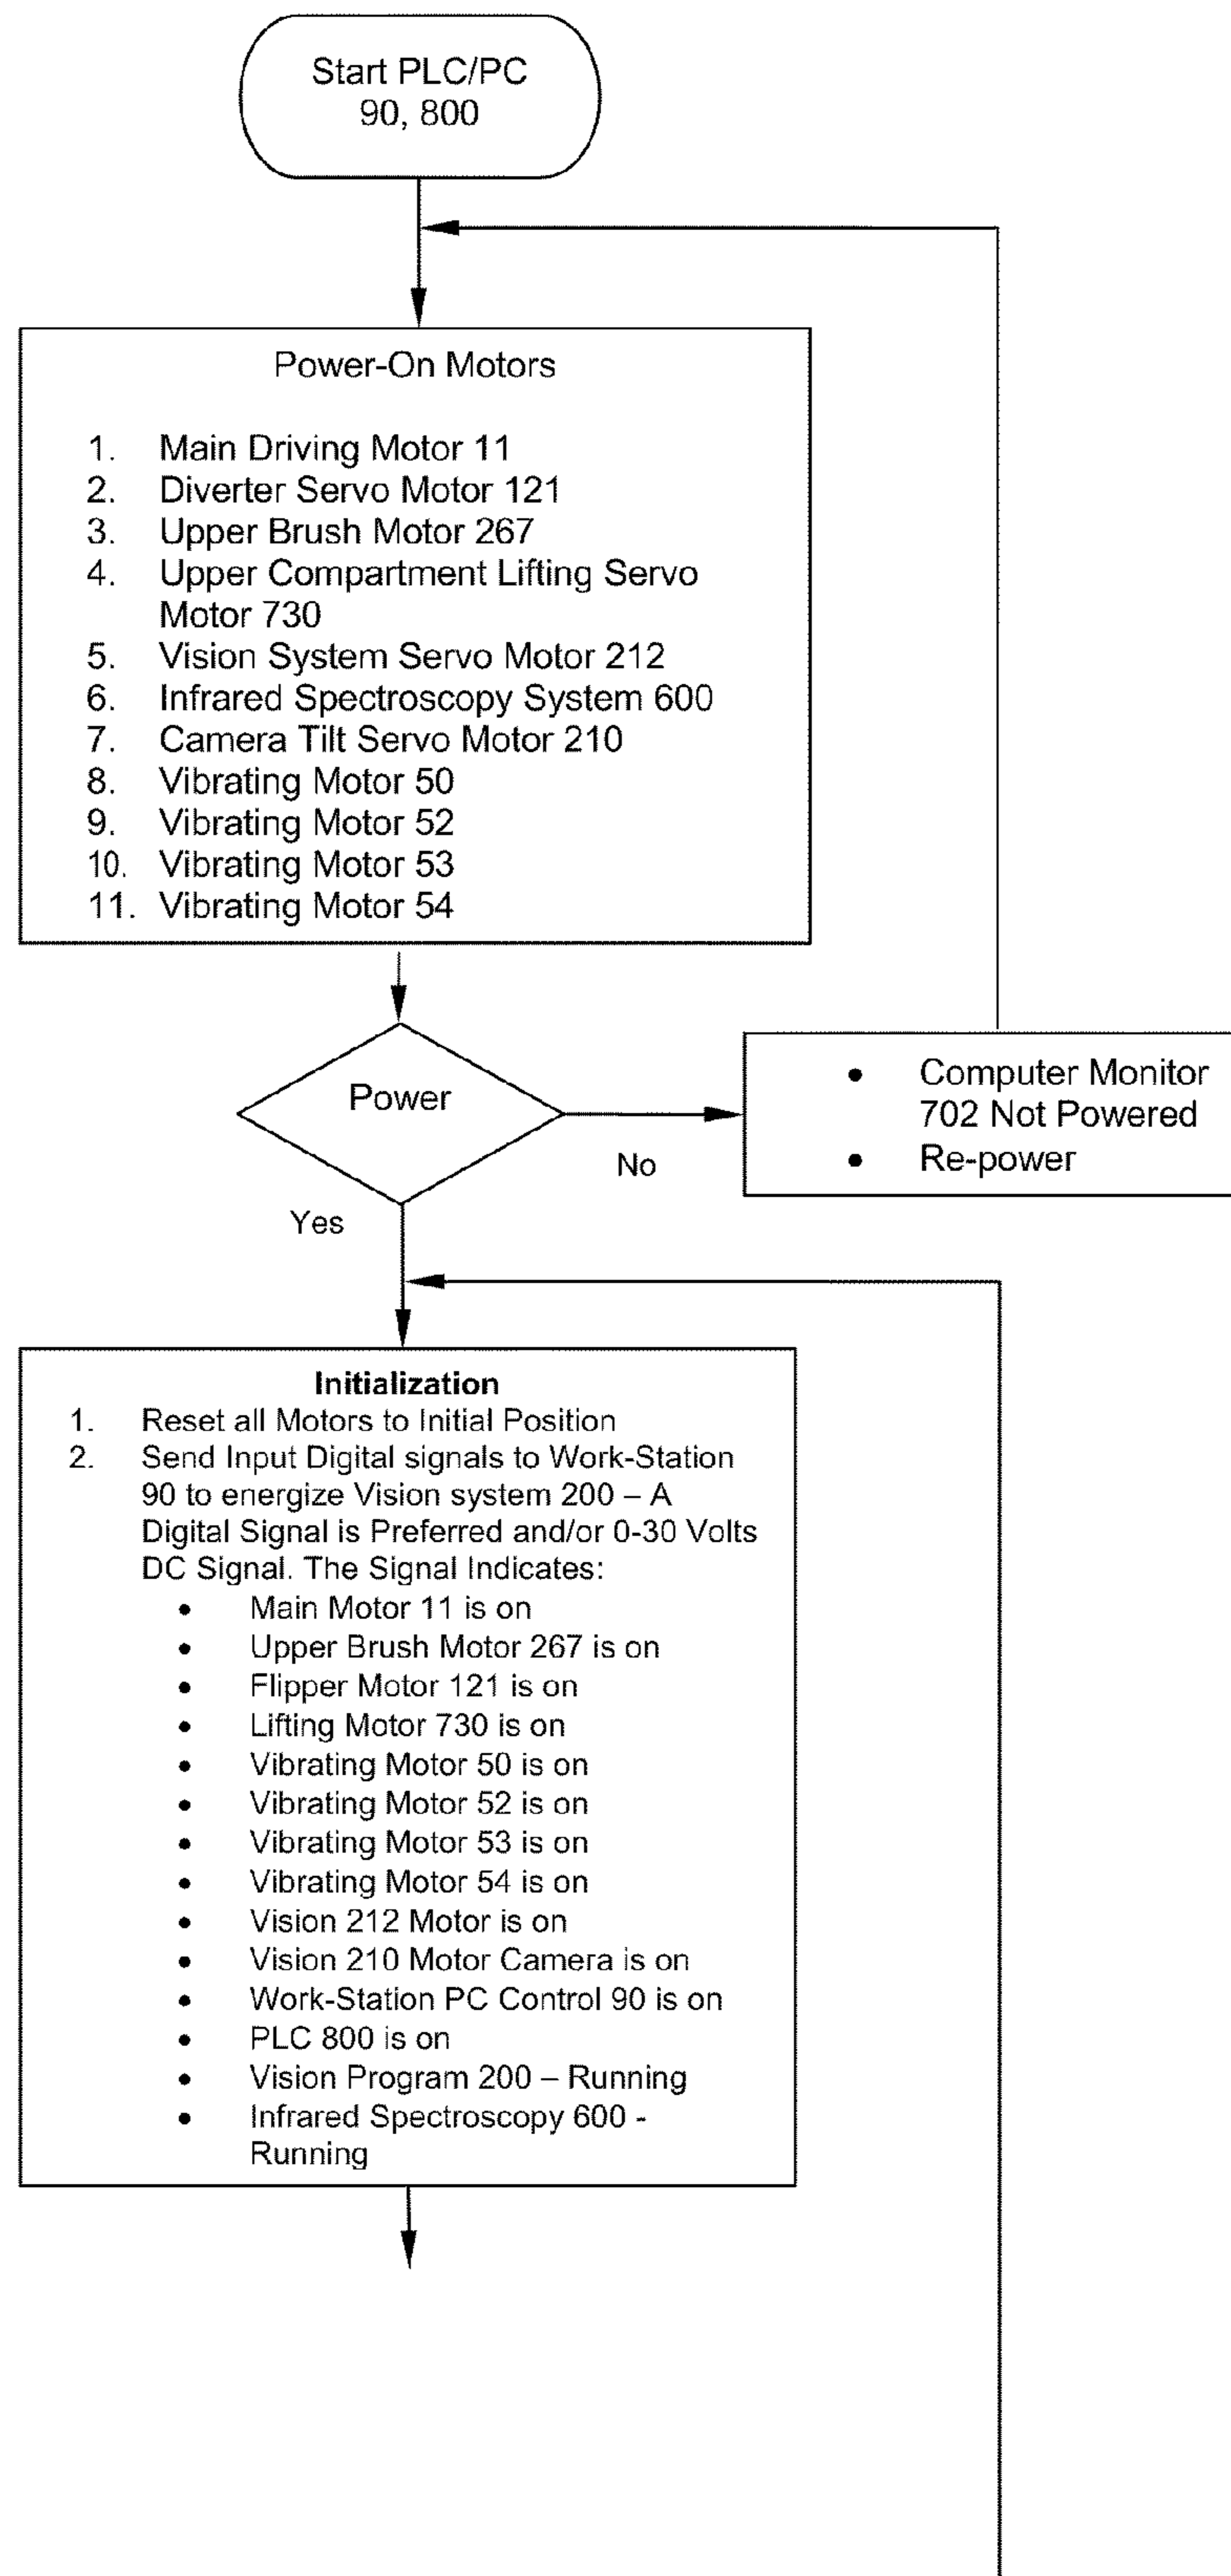 Start PLC/PC
90, 800
Power-On Motors
1. Main Driving Motor 11
2. Diverter Servo Motor 121
3. Upper Brush Motor 267
4. Upper Compartment Lifting Servo
Motor 730
5. Vision System Servo Motor 212
6. Infrared Spectroscopy System 600
7. Camera Tilt Servo Motor 210
8. Vibrating Motor 50
9. Vibrating Motor 52
10. Vibrating Motor 53
11. Vibrating Motor 54
Power
No
• Computer Monitor
702 Not Powered
• Re-power
Yes
Initialization
1. Reset all Motors to Initial Position
2. Send Input Digital signals to Work-Station
90 to energize Vision system 200 – A
Digital Signal is Preferred and/or 0-30 Volts
DC Signal. The Signal Indicates:
• Main Motor 11 is on
• Upper Brush Motor 267 is on
• Flipper Motor 121 is on
• Lifting Motor 730 is on
• Vibrating Motor 50 is on
• Vibrating Motor 52 is on
• Vibrating Motor 53 is on
• Vibrating Motor 54 is on
• Vision 212 Motor is on
• Vision 210 Motor Camera is on
• Work-Station PC Control 90 is on
• PLC 800 is on
• Vision Program 200 – Running
• Infrared Spectroscopy 600 -
Running